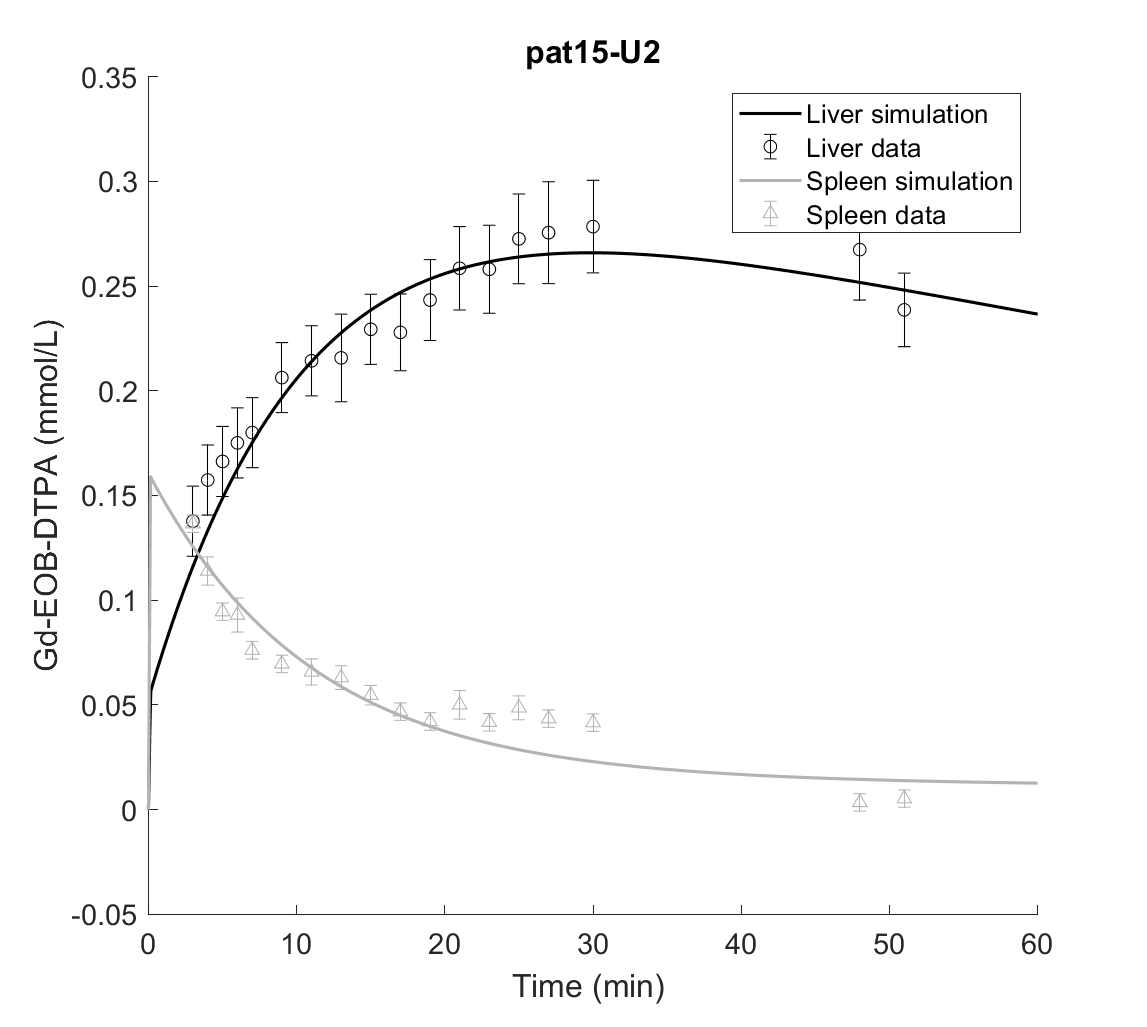 pat15-U2
0.35
0.3
0.25
0.2
0.15
0.1
0.05
0
-0.05
Gd-EOB-DTPA (mmol/L)
Liver simulation
Liver data
Spleen simulation
Spleen data
0 10 20 30 40 50 60
Time (min)